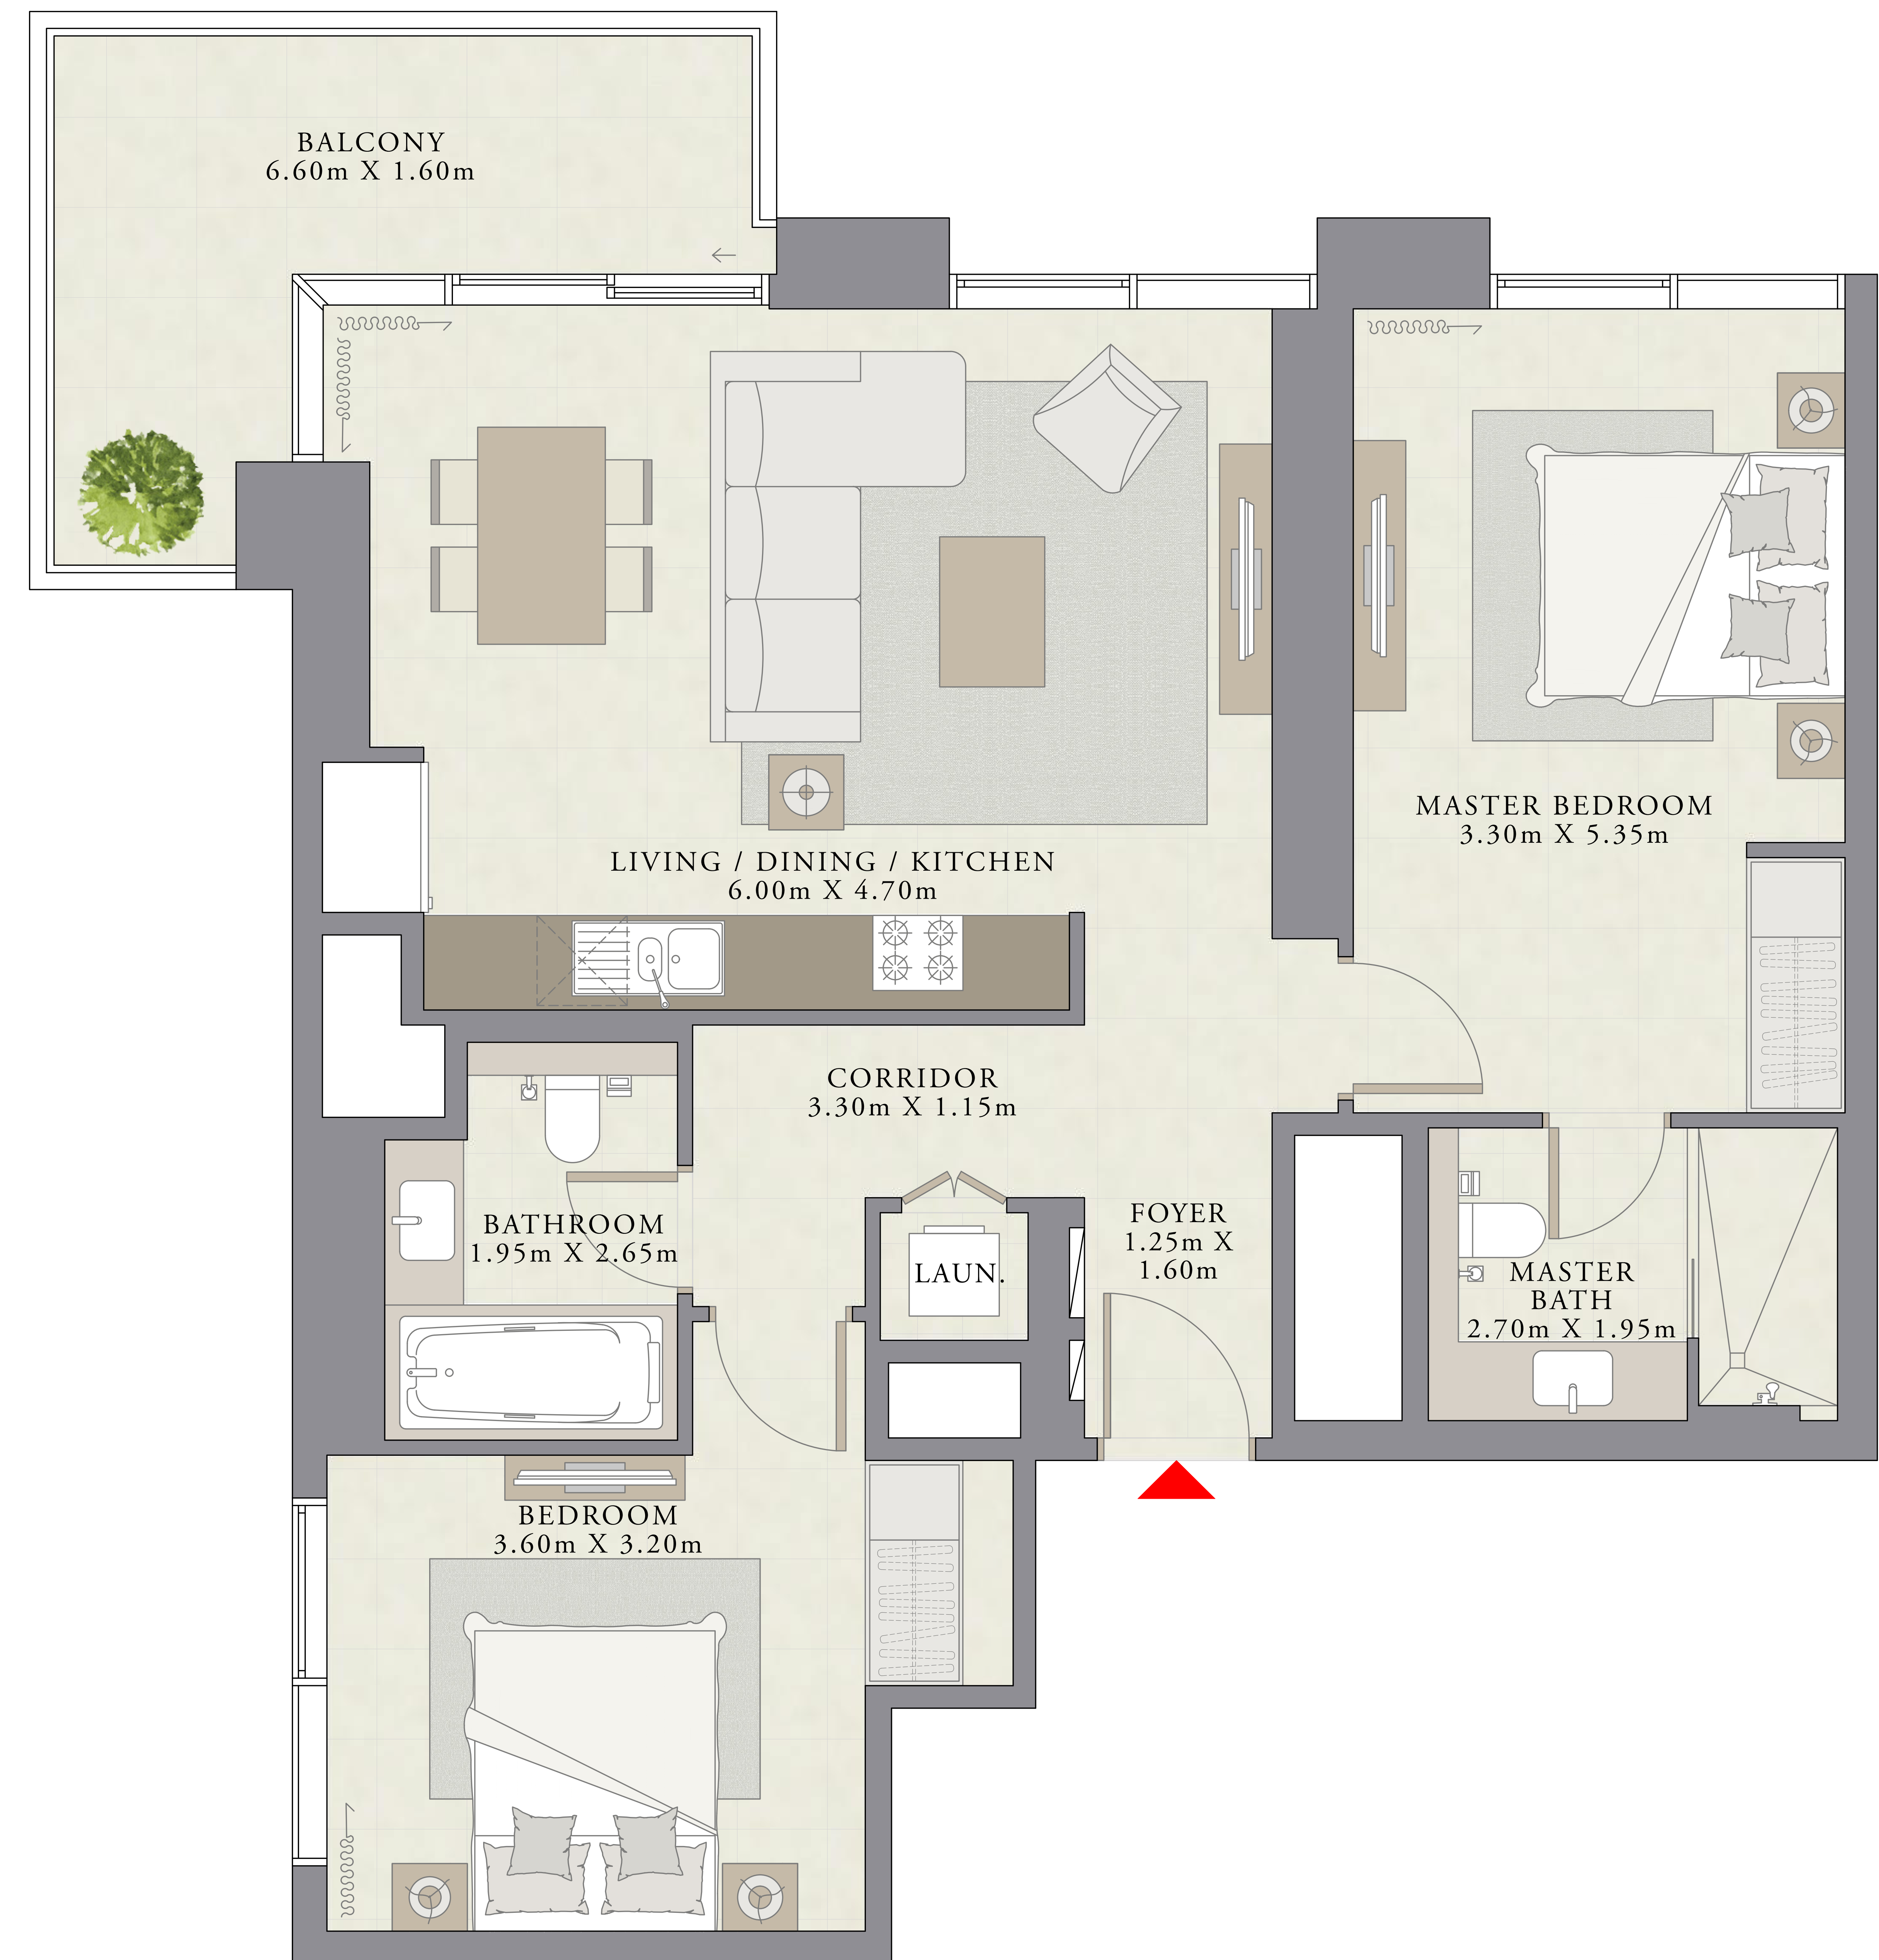 BALCONY
6.60m X 1.60m
MASTER BEDROOM
3.30m X 5.35m
LIVING / DINING / KITCHEN
6.00m X 4.70m
CORRIDOR
3.30m X 1.15m
BATHROOM
1.95m X 2.65m
LAUN.
FOYER
1.25m X
1.60m
MASTER
BATH
2.70m X 1.95m
BEDROOM
3.60m X 3.20m